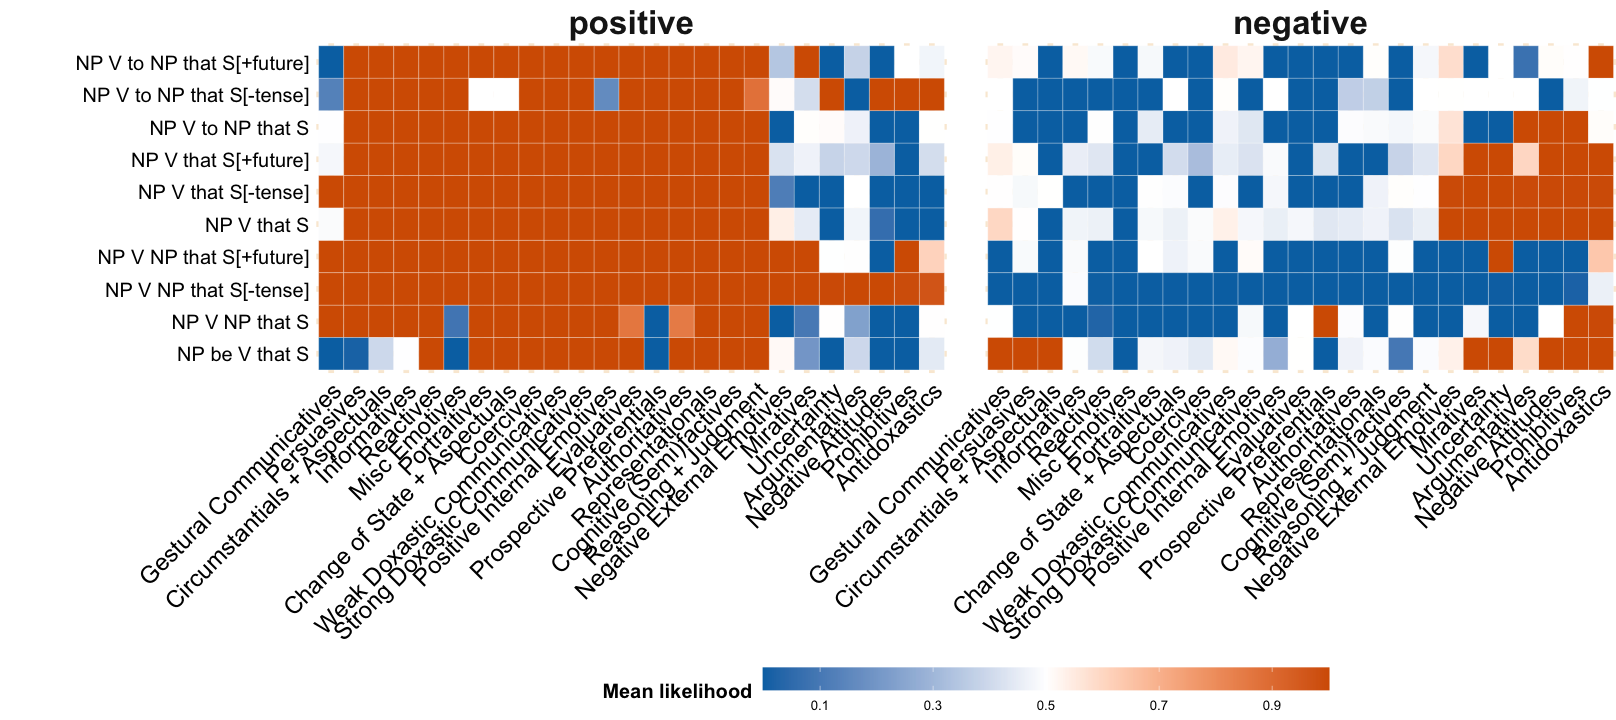 positive
negative
NP V to NP that S[+future]
NP V to NP that S[-tense]
NP V to NP that S
NP V that S[+future]
NP V that S[-tense]
NP V that S
NP V NP that S[+future]
NP V NP that S[-tense]
NP V NP that S
NP be V that S
Gestural Communicatives
Persuasives
Circumstantials + Aspectuals
Informatives
Reactives
Misc Emotives
Portraitives
Change of State + Aspectuals
Coercives
Weak Doxastic Communicatives
Strong Doxastic Communicatives
Positive Internal Emotives
Evaluatives
Prospective Preferentials
Authoritatives
Representationals
Cognitive (Semi)factives
Reasoning + Judgment
Negative External Emotives
Miratives
Uncertainty
Argumentatives
Negative Attitudes
Prohibitives
Antidoxastics
Gestural Communicatives
Persuasives
Circumstantials + Aspectuals
Informatives
Reactives
Misc Emotives
Portraitives
Change of State + Aspectuals
Coercives
Weak Doxastic Communicatives
Strong Doxastic Communicatives
Positive Internal Emotives
Evaluatives
Prospective Preferentials
Authoritatives
Representationals
Cognitive (Semi)factives
Reasoning + Judgment
Negative External Emotives
Miratives
Uncertainty
Argumentatives
Negative Attitudes
Prohibitives
Antidoxastics
Mean likelihood
0.1
0.3
0.5
0.7
0.9